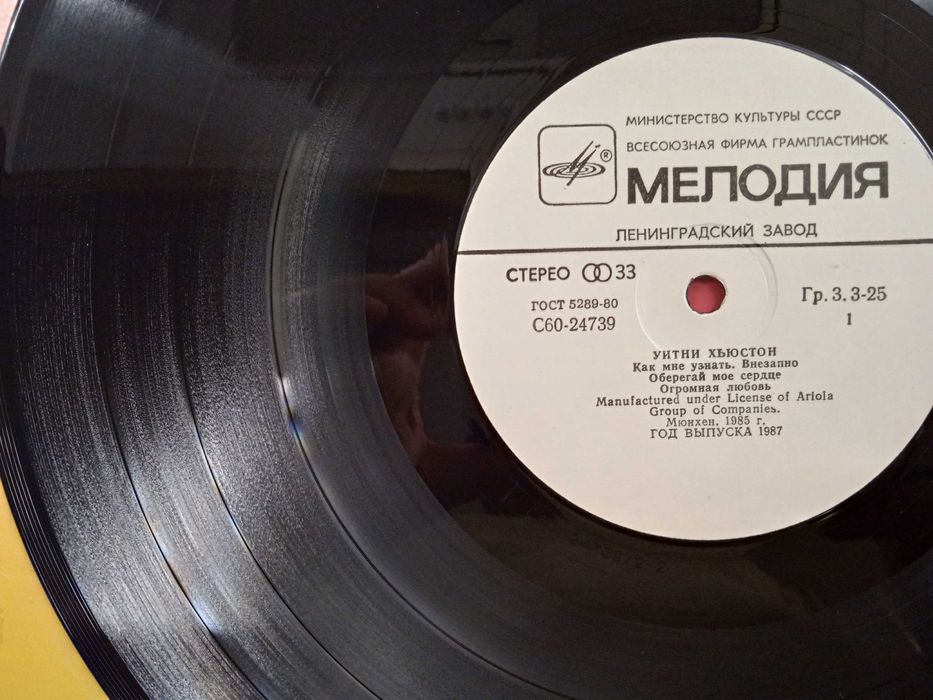 МИНИСТЕРСТВО КУЛЬТУРЫ СССР
ВСЕСОЮЗНАЯ ФИРМА ГРАМПЛАСТИНОК
®
МЕЛОДИЯ
ЛЕНИНГРАДСКИЙ ЗАВОД
СТЕРЕО 33
ГОСТ 5289-80
С60-24739
Гр. 3. 3-25
1
УИТНИ ХЬЮСТОН
Как мне узнать. Внезапно
Оберегай мое сердце
Огромная любовь
Manufactured under License of Ariola
Group of Companies.
Мюнхен, 1985 г.
ГОД ВЫПУСКА 1987